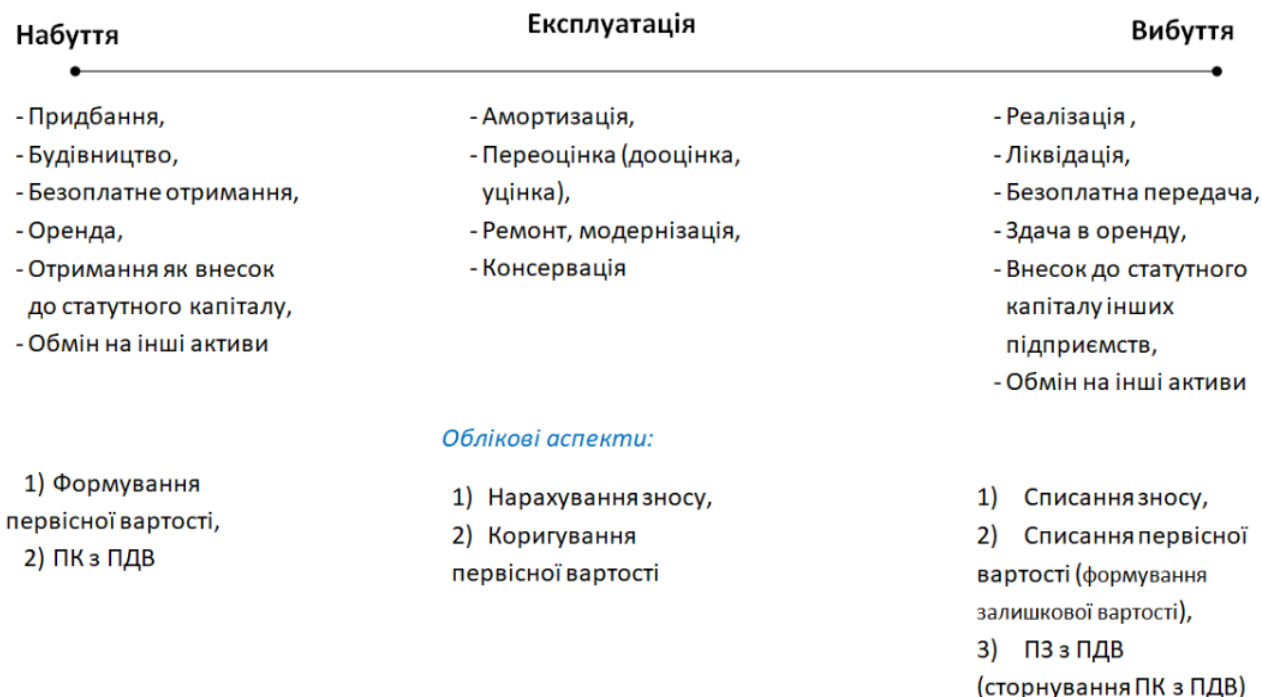 Набуття
Експлуатація
Вибуття
- Придбання,
- Будівництво,
- Безоплатне отримання,
- Оренда,
- Отримання як внесок
до статутного капіталу,
- Обмін на інші активи
- Амортизація,
- Переоцінка (дооцінка,
уцінка),
- Ремонт, модернізація,
- Консервація
- Реалізація ,
- Ліквідація,
- Безоплатна передача,
- Здача в оренду,
- Внесок до статутного
капіталу інших
підприємств,
- Обмін на інші активи
Облікові аспекти:
1) Формування
первісної вартості,
2) ПК з ПДВ
1) Нарахування зносу,
2) Коригування
первісної вартості
1) Списання зносу,
2) Списання первісної
вартості (формування
залишкової вартості),
3) ПЗ з ПДВ
(сторнування ПК з ПДВ)